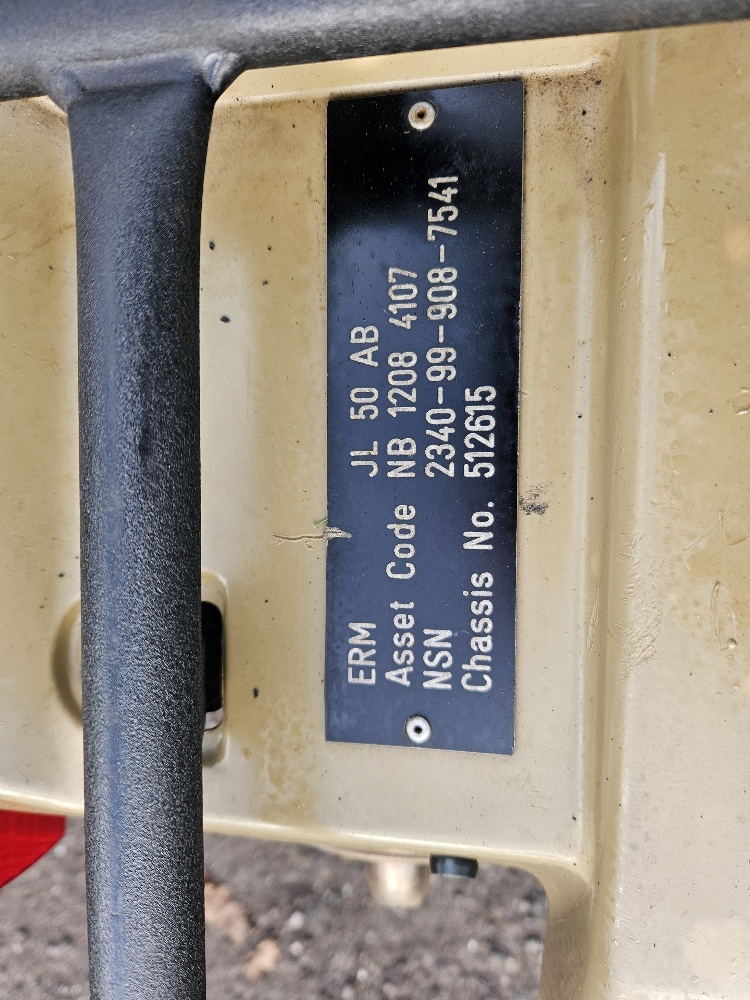 ERM JL 50 AB
Asset Code NB 1208 4107
NSN 2340-99-908-7541
Chassis No. 512615